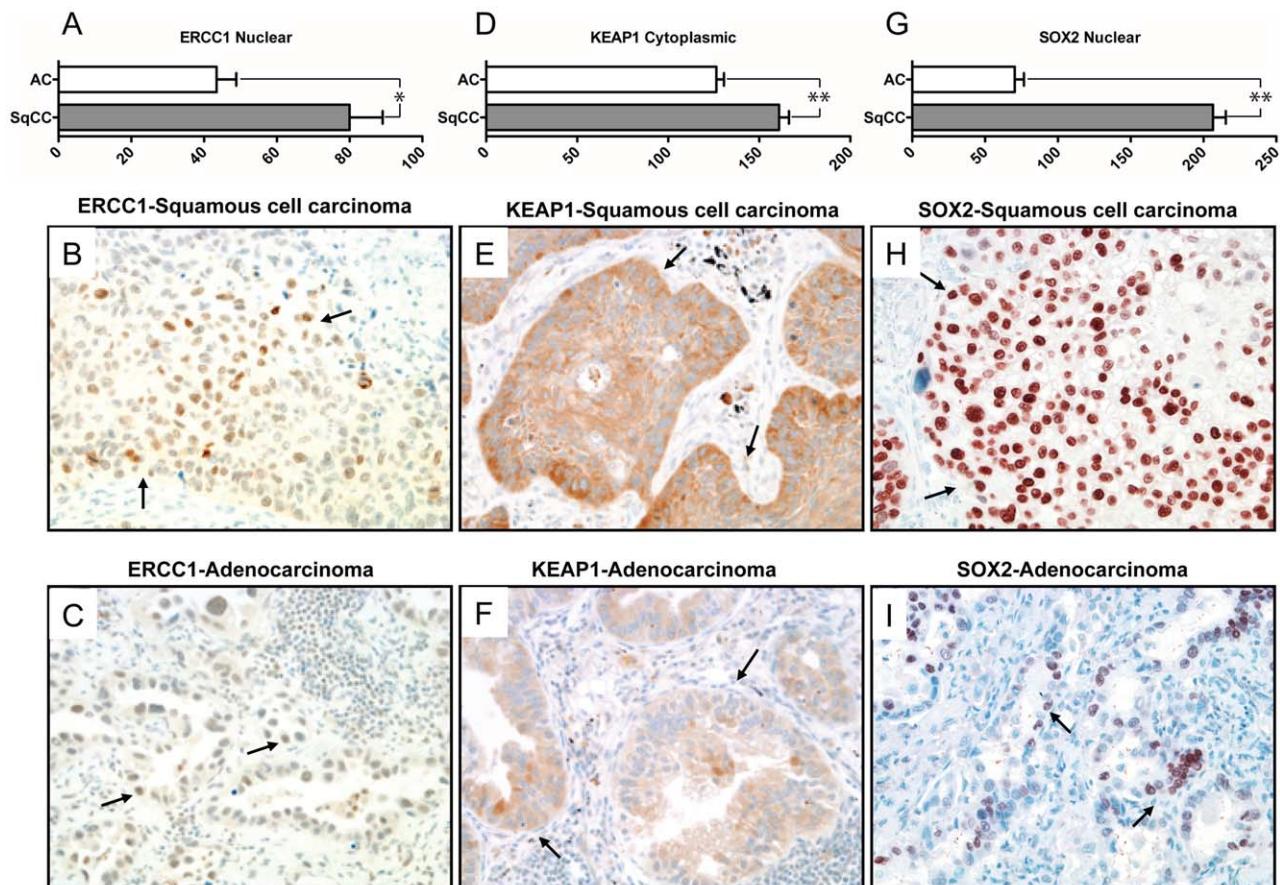 A
ERCC1 Nuclear
AC
*
SqCC
0 20 40 60 80 100
D
KEAP1 Cytoplasmic
**
0 50 100 150 200
G
SOX2 Nuclear
AC
**
SqCC
0 50 100 150 200 250
ERCC1-Squamous cell carcinoma
B
KEAP1-Squamous cell carcinoma
E
SOX2-Squamous cell carcinoma
H
ERCC1-Adenocarcinoma
C
KEAP1-Adenocarcinoma
F
SOX2-Adenocarcinoma
I